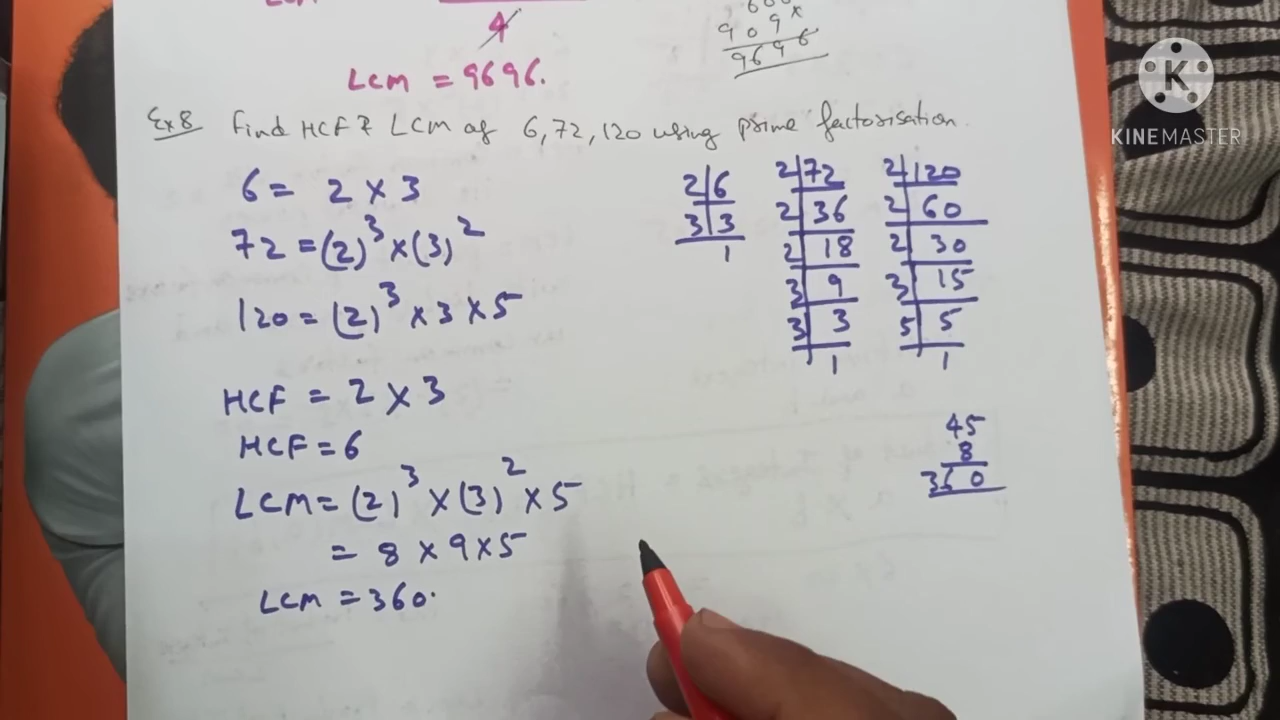 4
60
909x
9696
LCM = 9696.
Ex8 Find HCF & LCM of 6, 72, 120 using prime factorisation.
6 = 2 x 3
72 = (2)^3 x (3)^2
120 = (2)^3 x 3 x 5
HCF = 2 x 3
HCF = 6
LCM = (2)^3 x (3)^2 x 5
= 8 x 9 x 5
LCM = 360.
2|6
3|3
1
2|72
2|36
2|18
3|9
3|3
1
2|120
2|60
2|30
3|15
5|5
1
45
8
360
K
KINEMASTER